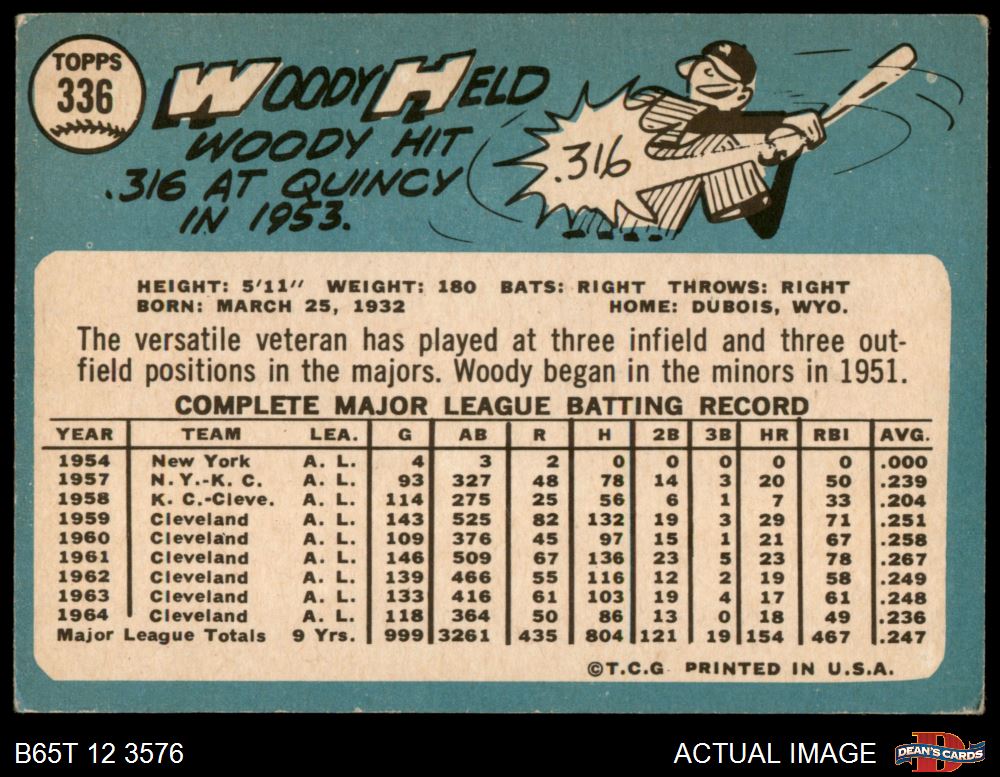 TOPPS
336
WOODY HELD
WOODY HIT
.316 AT QUINCY
IN 1953.
.316
HEIGHT: 5'11" WEIGHT: 180 BATS: RIGHT THROWS: RIGHT
BORN: MARCH 25, 1932 HOME: DUBOIS, WYO.
The versatile veteran has played at three infield and three out-
field positions in the majors. Woody began in the minors in 1951.
COMPLETE MAJOR LEAGUE BATTING RECORD
YEAR TEAM LEA. G AB R H 2B 3B HR RBI AVG.
1954 New York A. L. 4 3 2 0 0 0 0 0 .000
1957 N. Y.-K. C. A. L. 93 327 48 78 14 3 20 50 .239
1958 K. C.-Cleve. A. L. 114 275 25 56 6 1 7 33 .204
1959 Cleveland A. L. 143 525 82 132 19 3 29 71 .251
1960 Cleveland A. L. 109 376 45 97 15 1 21 67 .258
1961 Cleveland A. L. 146 509 67 136 23 5 23 78 .267
1962 Cleveland A. L. 139 466 55 116 12 2 19 58 .249
1963 Cleveland A. L. 133 416 61 103 19 4 17 61 .248
1964 Cleveland A. L. 118 364 50 86 13 0 18 49 .236
Major League Totals 9 Yrs. 999 3261 435 804 121 19 154 467 .247
©T.C.G. PRINTED IN U.S.A.
B65T 12 3576 ACTUAL IMAGE
DEAN'S CARDS